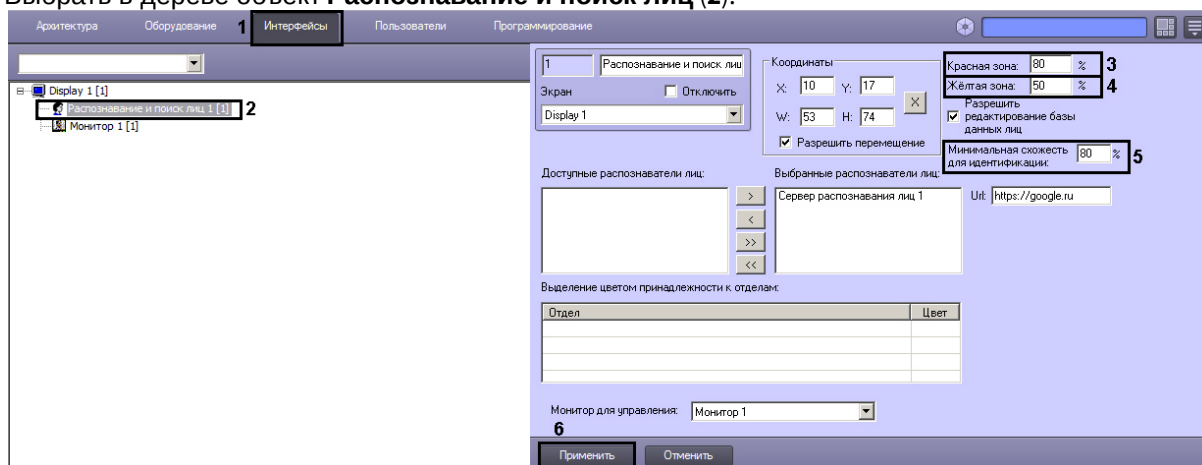 Выбрать в дереве объект Распознавание и поиск лиц (2).
Архитектура Оборудование 1 Интерфейсы Пользователи Программирование
Display 1 [1]
Распознавание и поиск лиц 1 [1] 2
Монитор 1 [1]
1 Распознавание и поиск лиц
Экран Отключить
Display 1
Координаты
X: 10 Y: 17
W: 53 H: 74 X
Разрешить перемещение
Красная зона: 80 % 3
Жёлтая зона: 50 % 4
Разрешить
редактирование базы
данных лиц
Минимальная схожесть
для идентификации: 80 % 5
Доступные распознаватели лиц:
> 
<
>>
<<
Выбранные распознаватели лиц:
Сервер распознавания лиц 1
Url: https://google.ru
Выделение цветом принадлежности к отделам:
Отдел Цвет
Монитор для управления: Монитор 1
6
Применить Отменить